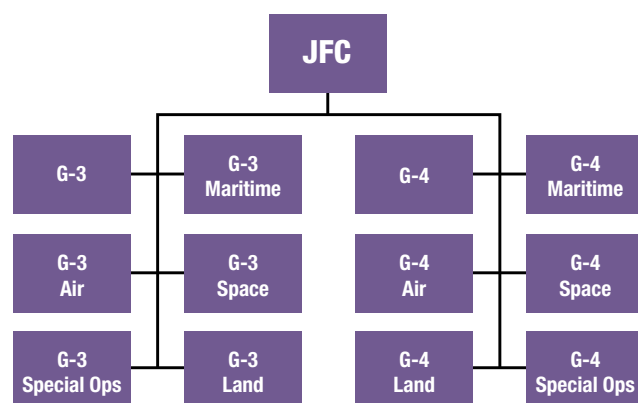 JFC
G-3
G-3
Maritime
G-4
G-4
Maritime
G-3
Air
G-3
Space
G-4
Air
G-4
Space
G-3
Special Ops
G-3
Land
G-4
Land
G-4
Special Ops